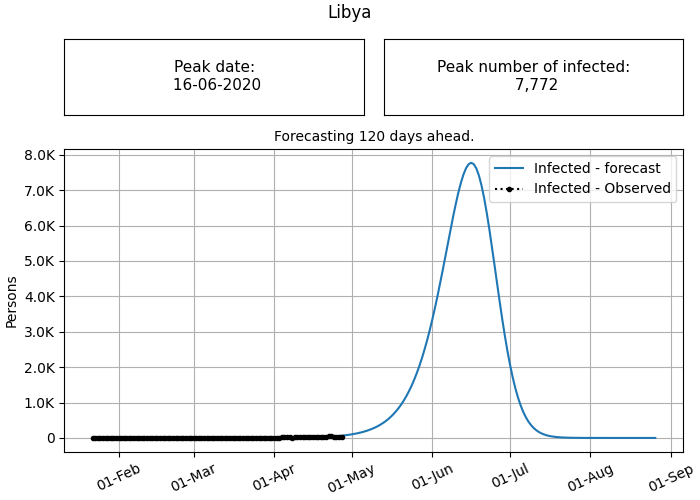 Libya
Peak date:
16-06-2020
Peak number of infected:
7,772
Forecasting 120 days ahead.
8.0K
7.0K
6.0K
5.0K
4.0K
3.0K
2.0K
1.0K
0
Persons
Infected - forecast
Infected - Observed
01-Feb
01-Mar
01-Apr
01-May
01-Jun
01-Jul
01-Aug
01-Sep